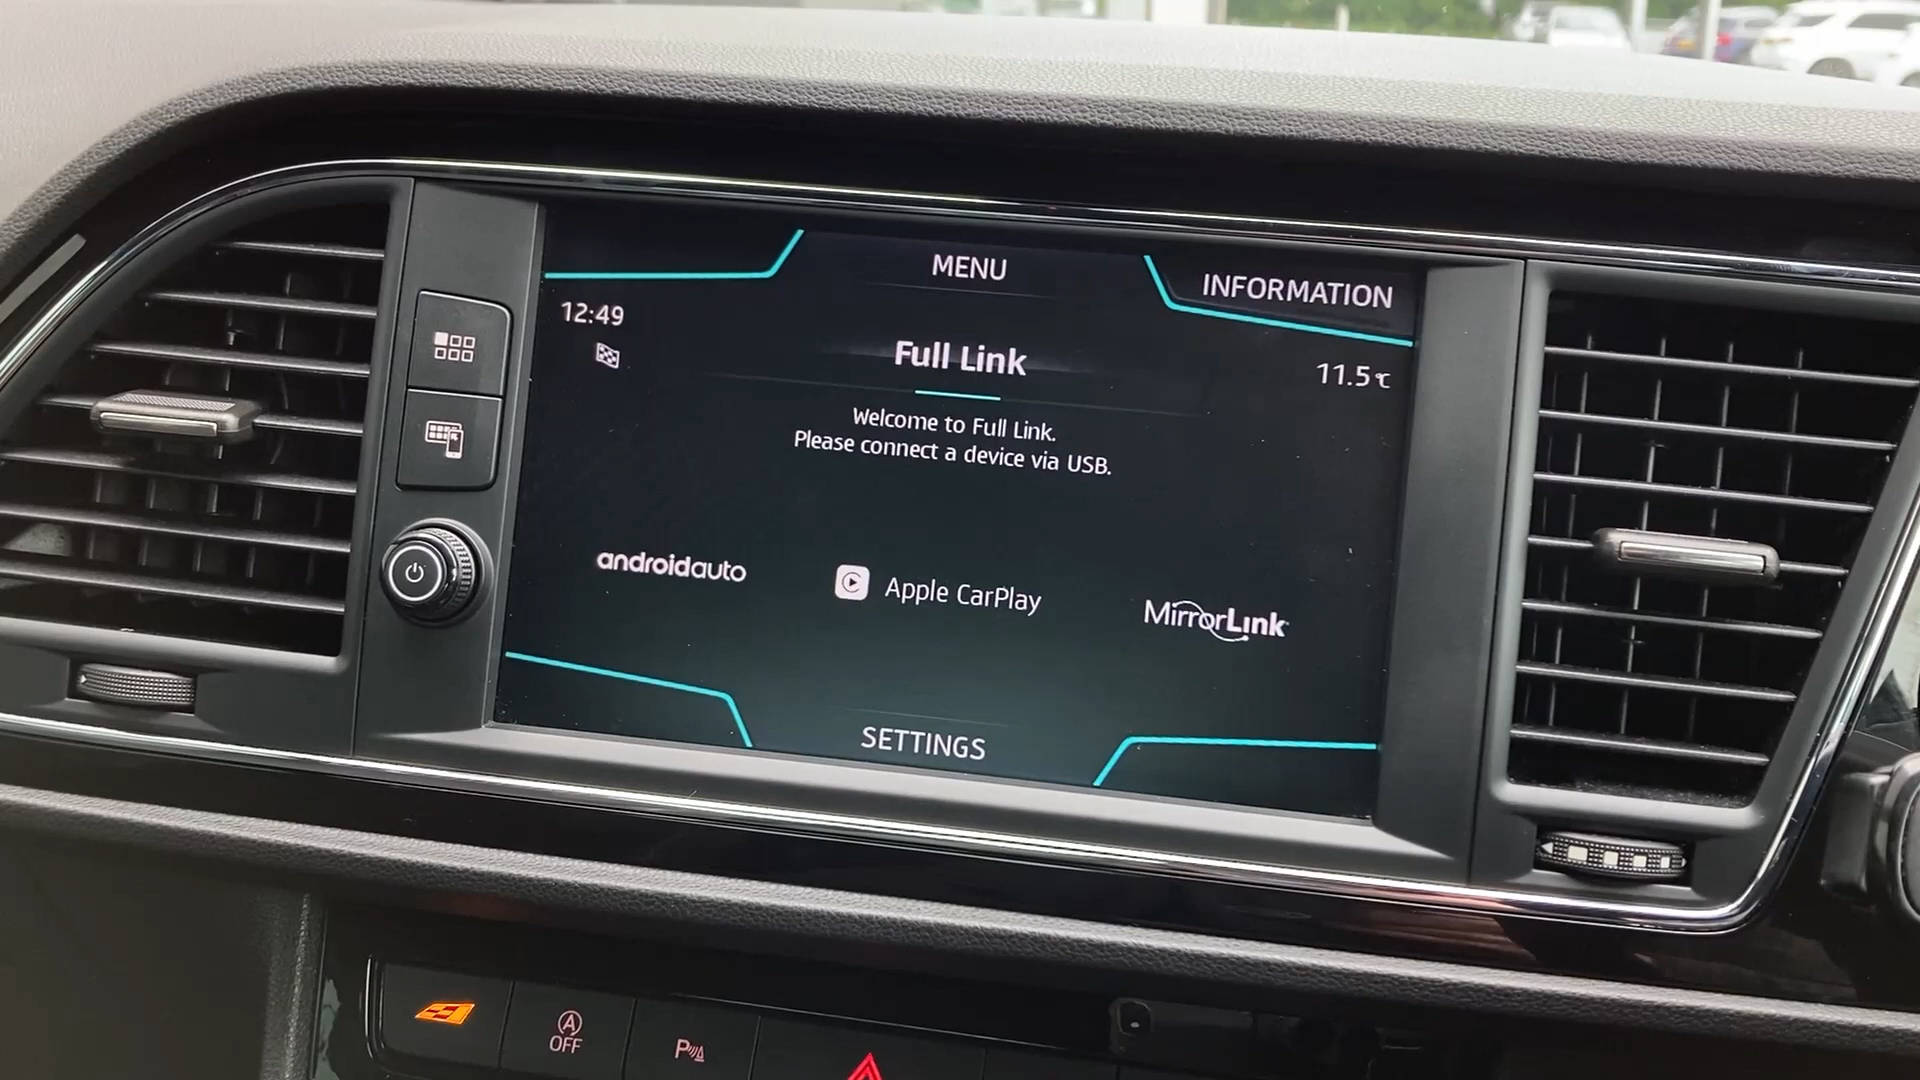 MENU
INFORMATION
12:49
Full Link
11.5℃
Welcome to Full Link.
Please connect a device via USB.
androidauto
Apple CarPlay
MirrorLink
SETTINGS
A
OFF
P